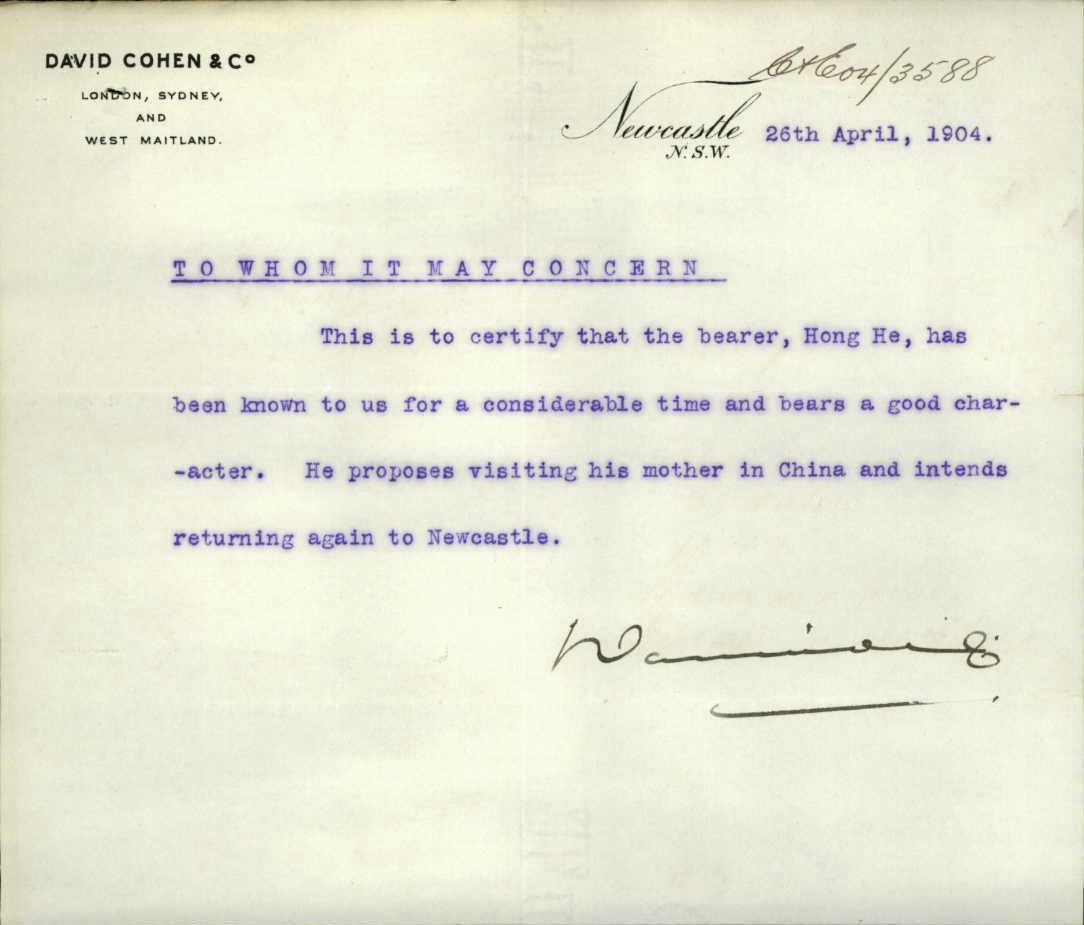 DAVID COHEN & Co
LONDON, SYDNEY,
AND
WEST MAITLAND.
C+E04/3588
Newcastle
N.S.W.
26th April, 1904.
TO WHOM IT MAY CONCERN
This is to certify that the bearer, Hong He, has
been known to us for a considerable time and bears a good char-
-acter. He proposes visiting his mother in China and intends
returning again to Newcastle.